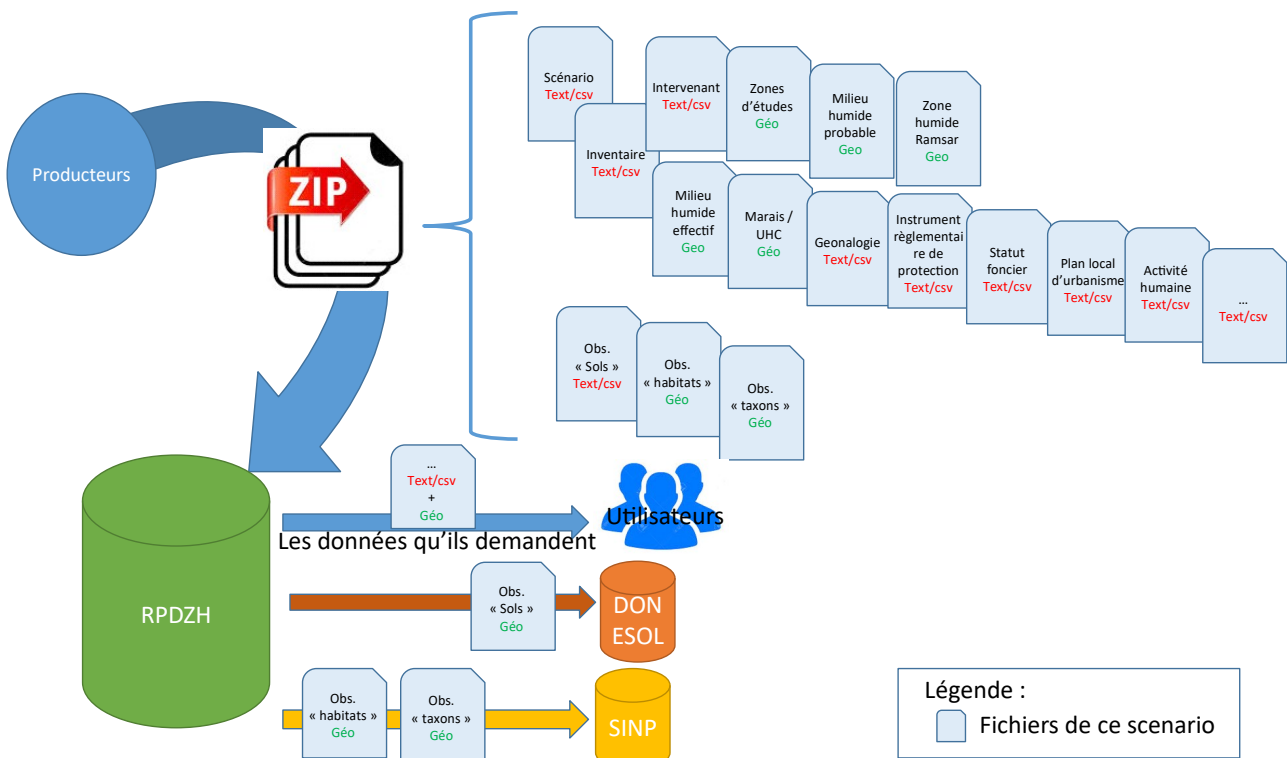 Producteurs
ZIP
Scénario
Text/csv
Inventaire
Text/csv
Intervenant
Text/csv
Zones
d'études
Géo
Milieu
humide
probable
Geo
Zone
humide
Ramsar
Geo
Milieu
humide
effectif
Geo
Marais /
UHC
Géo
Geonalogie
Text/csv
Instrument
règlementai
re de
protection
Text/csv
Statut
foncier
Text/csv
Plan local
d'urbanisme
Text/csv
Activité
humaine
Text/csv
...
Text/csv
Obs.
« Sols »
Text/csv
Obs.
« habitats »
Géo
Obs.
« taxons »
Géo
RPDZH
...
Text/csv
+
Géo
Les données qu'ils demandent
Utilisateurs
Obs.
« Sols »
Géo
DON
ESOL
Obs.
« habitats »
Géo
Obs.
« taxons »
Géo
SINP
Légende :
Fichiers de ce scenario